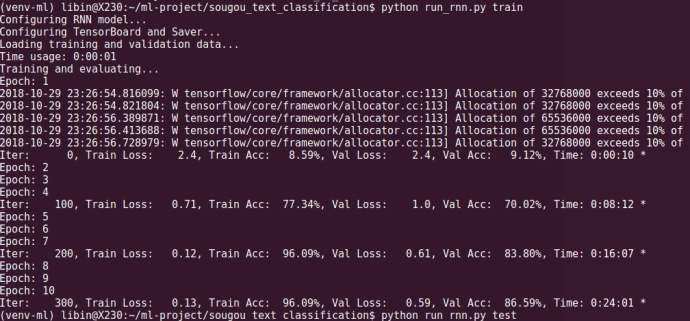 (venv-ml) libin@X230:~/ml-project/sougou_text_classification$ python run_rnn.py train
Configuring RNN model...
Configuring TensorBoard and Saver...
Loading training and validation data...
Time usage: 0:00:01
Training and evaluating...
Epoch: 1
2018-10-29 23:26:54.816099: W tensorflow/core/framework/allocator.cc:113] Allocation of 32768000 exceeds 10% of
2018-10-29 23:26:54.821804: W tensorflow/core/framework/allocator.cc:113] Allocation of 32768000 exceeds 10% of
2018-10-29 23:26:56.389871: W tensorflow/core/framework/allocator.cc:113] Allocation of 65536000 exceeds 10% of
2018-10-29 23:26:56.413688: W tensorflow/core/framework/allocator.cc:113] Allocation of 65536000 exceeds 10% of
2018-10-29 23:26:56.728979: W tensorflow/core/framework/allocator.cc:113] Allocation of 32768000 exceeds 10% of
Iter:      0, Train Loss:    2.4, Train Acc:   8.59%, Val Loss:    2.4, Val Acc:   9.12%, Time: 0:00:10 *
Epoch: 2
Epoch: 3
Epoch: 4
Iter:    100, Train Loss:   0.71, Train Acc:  77.34%, Val Loss:    1.0, Val Acc:  70.02%, Time: 0:08:12 *
Epoch: 5
Epoch: 6
Epoch: 7
Iter:    200, Train Loss:   0.12, Train Acc:  96.09%, Val Loss:   0.61, Val Acc:  83.80%, Time: 0:16:07 *
Epoch: 8
Epoch: 9
Epoch: 10
Iter:    300, Train Loss:   0.13, Train Acc:  96.09%, Val Loss:   0.59, Val Acc:  86.59%, Time: 0:24:01 *
(venv-ml) libin@X230:~/ml-project/sougou_text_classification$ python run_rnn.py test